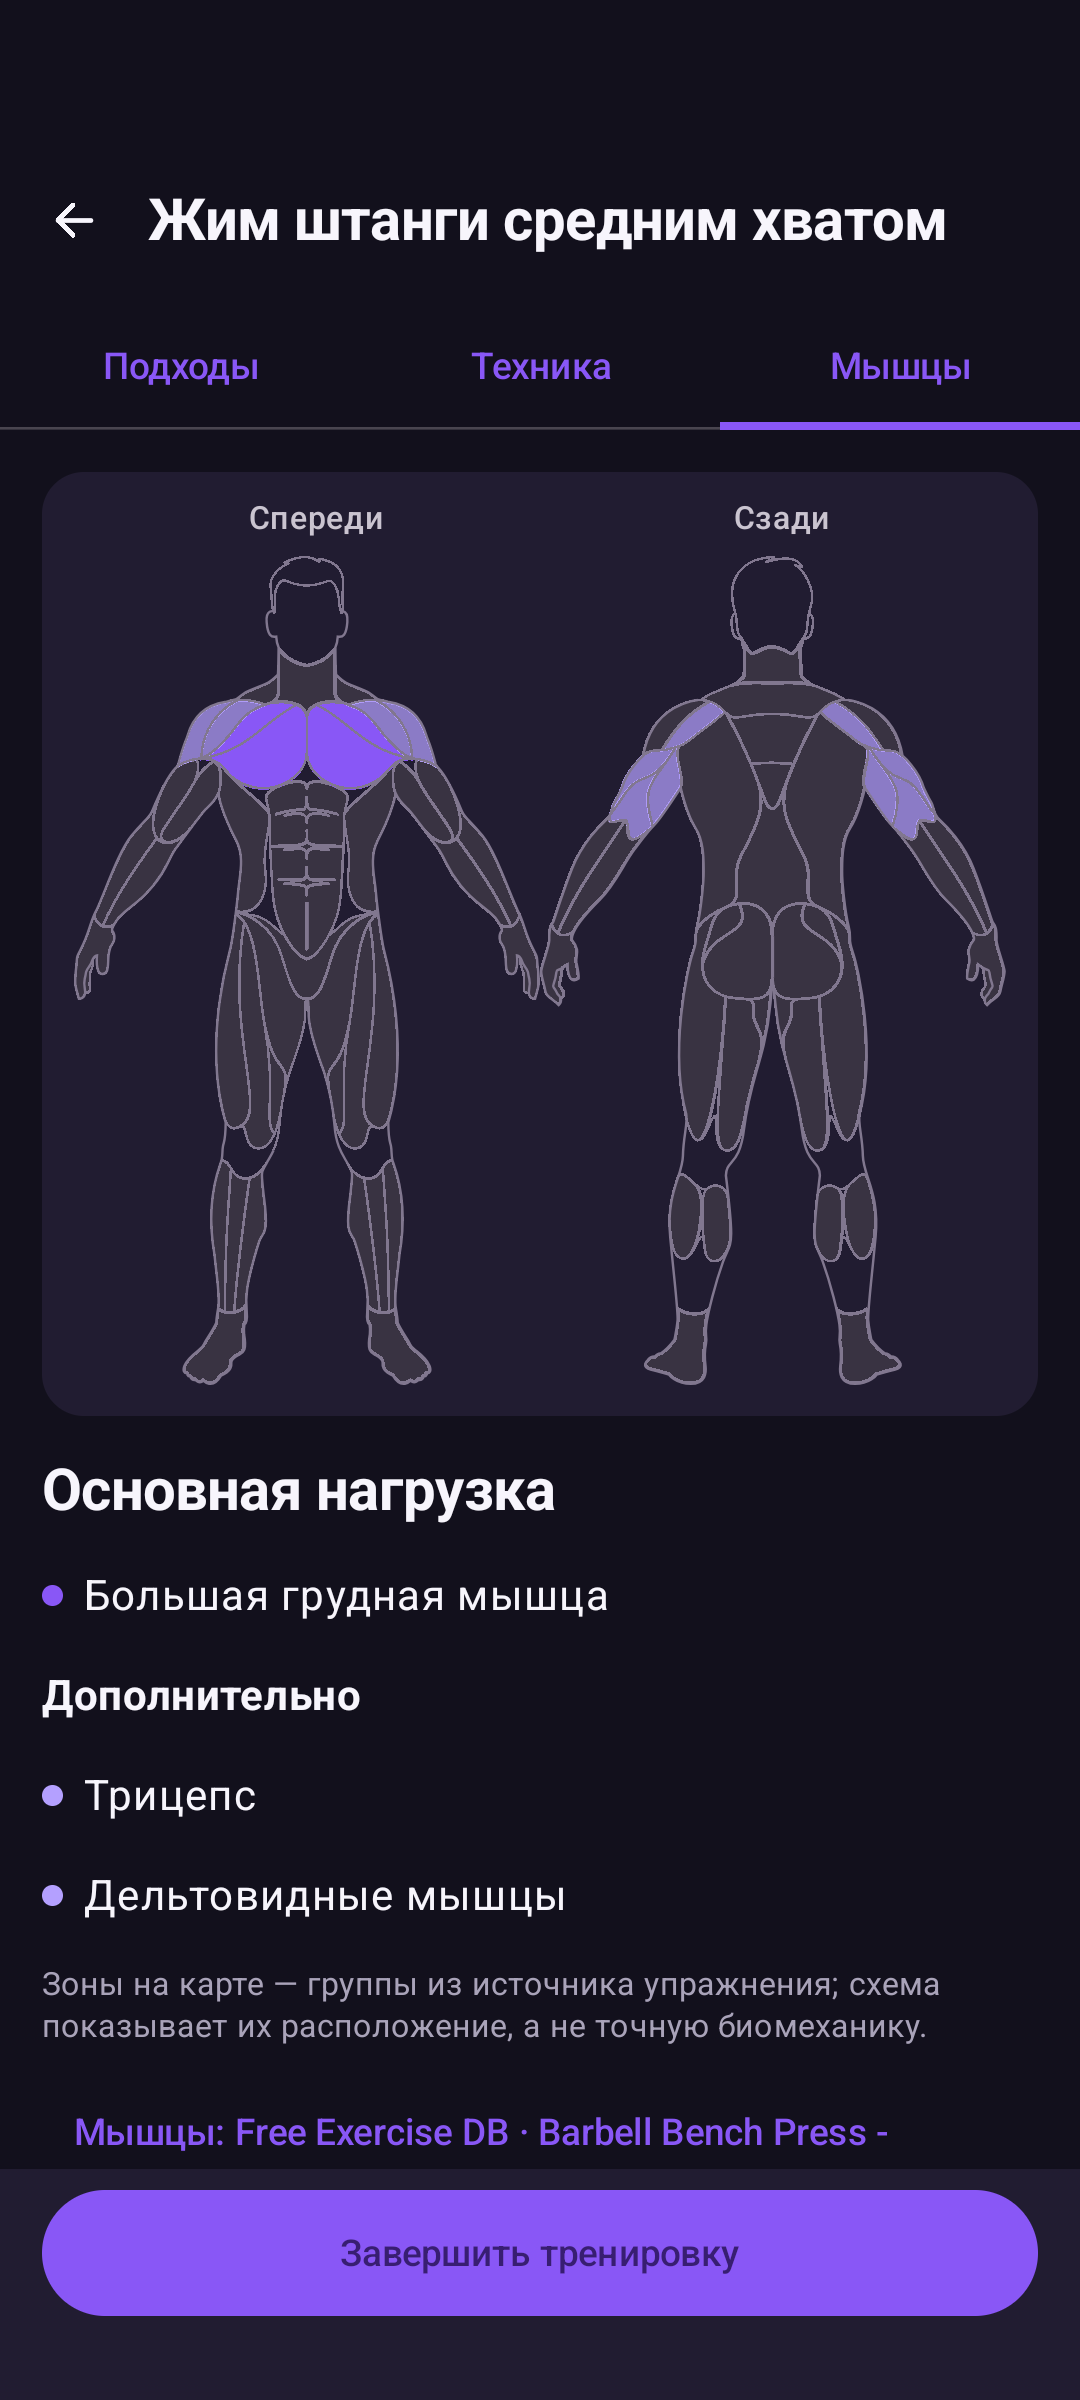 Жим штанги средним хватом
Подходы
Техника
Мышцы
Спереди
Сзади
Основная нагрузка
Большая грудная мышца
Дополнительно
Трицепс
Дельтовидные мышцы
Зоны на карте — группы из источника упражнения; схема
показывает их расположение, а не точную биомеханику.
Мышцы: Free Exercise DB · Barbell Bench Press -
Завершить тренировку